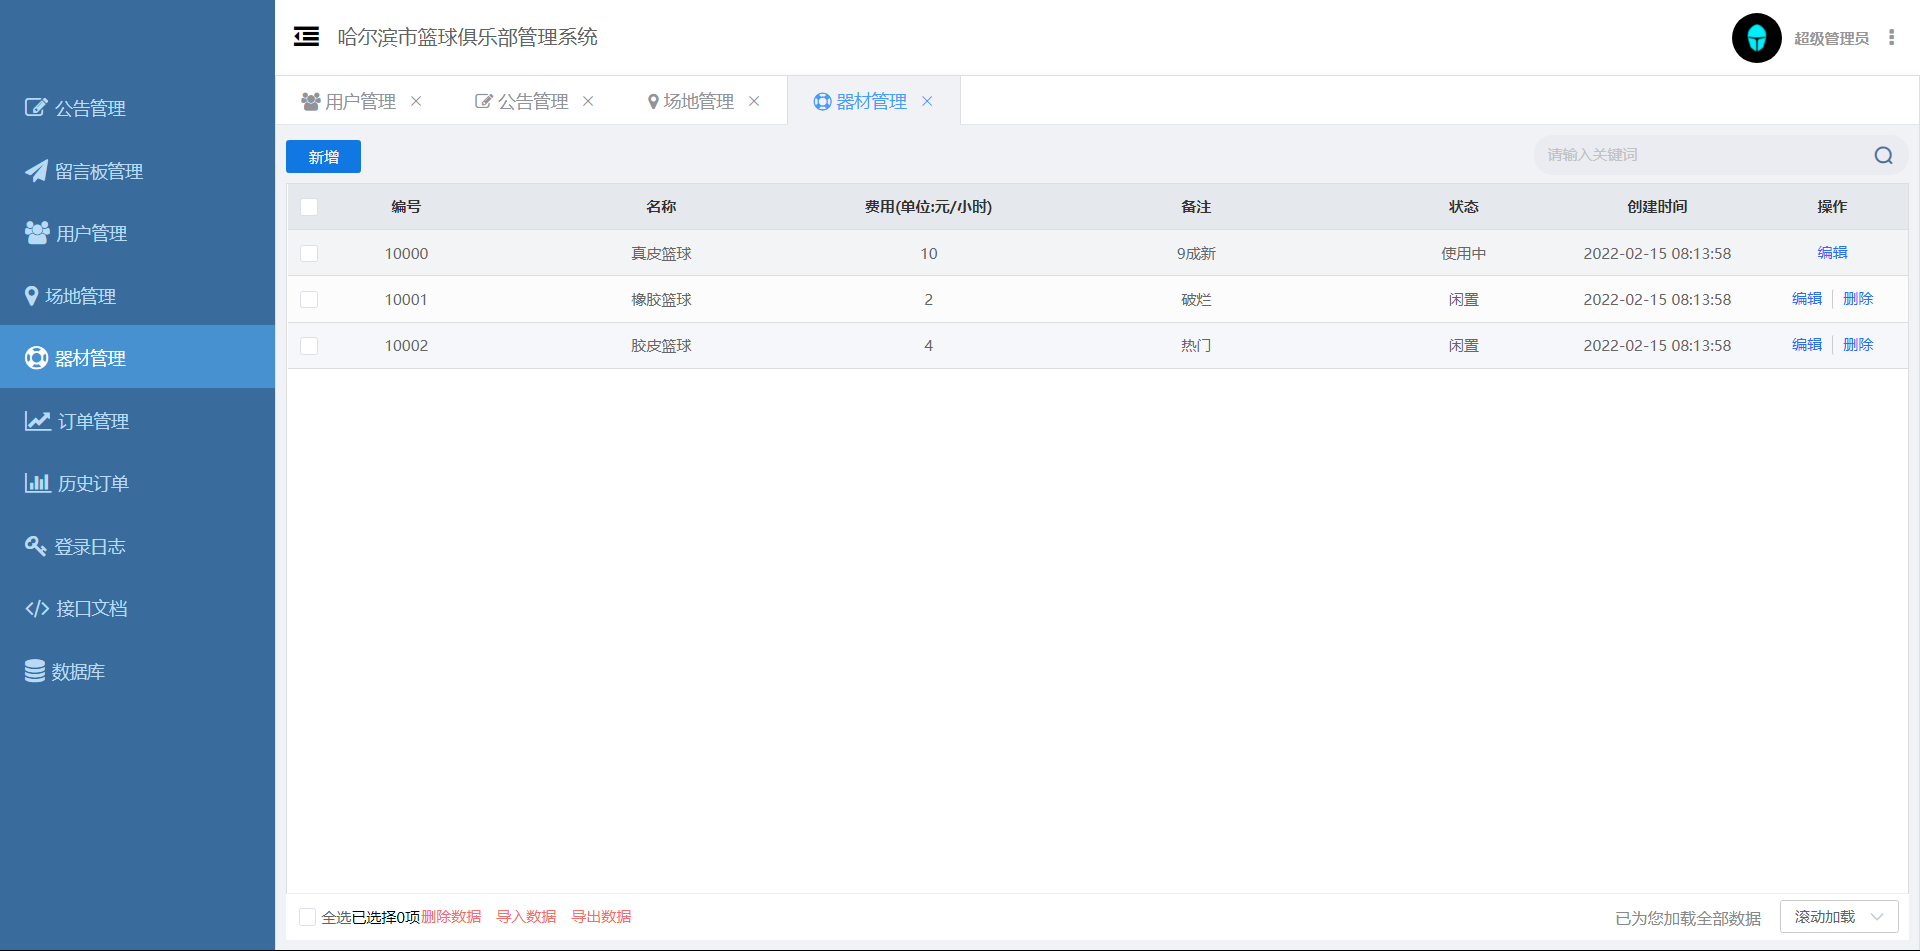 哈尔滨市篮球俱乐部管理系统
超级管理员
公告管理
留言板管理
用户管理
场地管理
器材管理
订单管理
历史订单
登录日志
接口文档
数据库
用户管理 公告管理 场地管理 器材管理
新增
请输入关键词
编号 名称 费用(单位:元/小时) 备注 状态 创建时间 操作
10000 真皮篮球 10 9成新 使用中 2022-02-15 08:13:58 编辑
10001 橡胶篮球 2 破烂 闲置 2022-02-15 08:13:58 编辑 删除
10002 胶皮篮球 4 热门 闲置 2022-02-15 08:13:58 编辑 删除
全选已选择0项删除数据 导入数据 导出数据
已为您加载全部数据 滚动加载